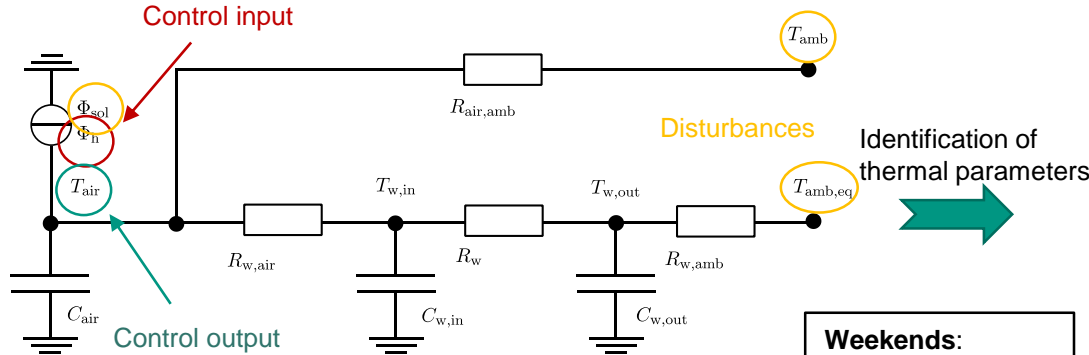 Control input
T_amb
R_air,amb
Φ_sol
Φ_h
Disturbances
Identification of
thermal parameters
T_air
T_w,in
T_w,out
T_amb,eq
R_w,air
R_w
R_w,amb
C_air
C_w,in
C_w,out
Control output
Weekends: